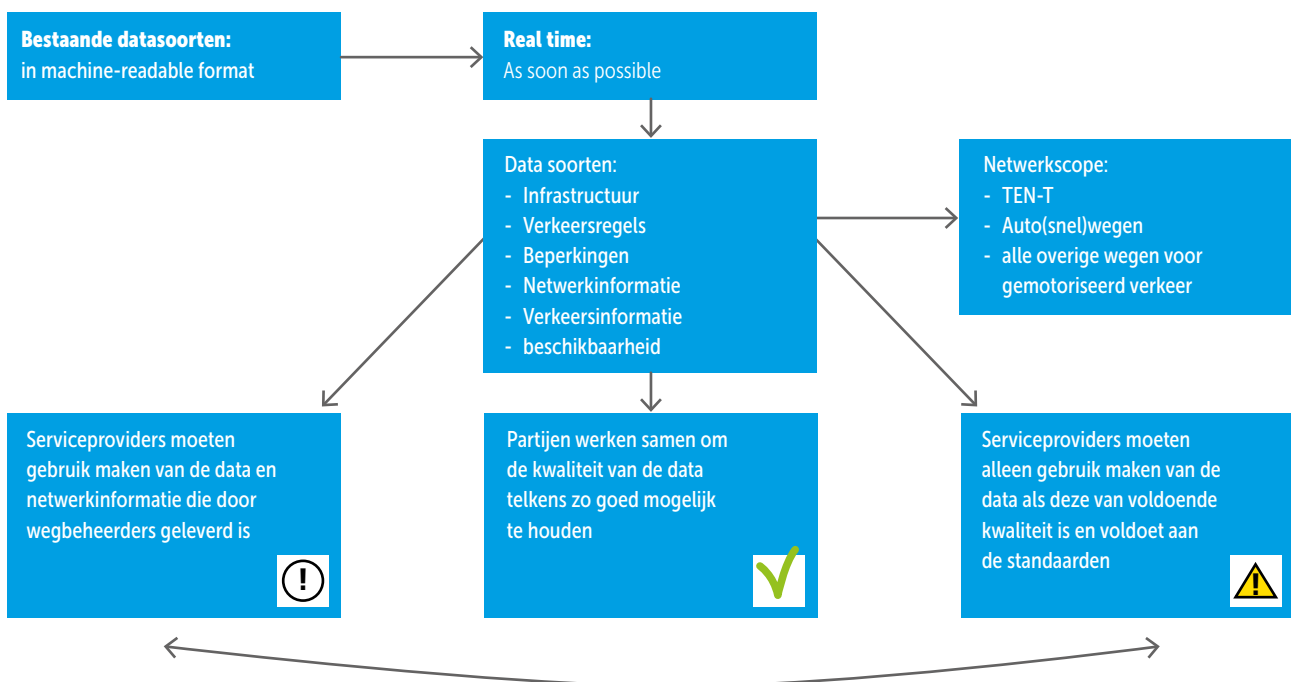 Bestaande datasoorten:
in machine-readable format
Real time:
As soon as possible
Data soorten:
- Infrastructuur
- Verkeersregels
- Beperkingen
- Netwerkinformatie
- Verkeersinformatie
- beschikbaarheid
Netwerkscope:
- TEN-T
- Auto(snel)wegen
- alle overige wegen voor
gemotoriseerd verkeer
Serviceproviders moeten
gebruik maken van de data en
netwerkinformatie die door
wegbeheerders geleverd is
Partijen werken samen om
de kwaliteit van de data
telkens zo goed mogelijk
te houden
Serviceproviders moeten
alleen gebruik maken van de
data als deze van voldoende
kwaliteit is en voldoet aan
de standaarden